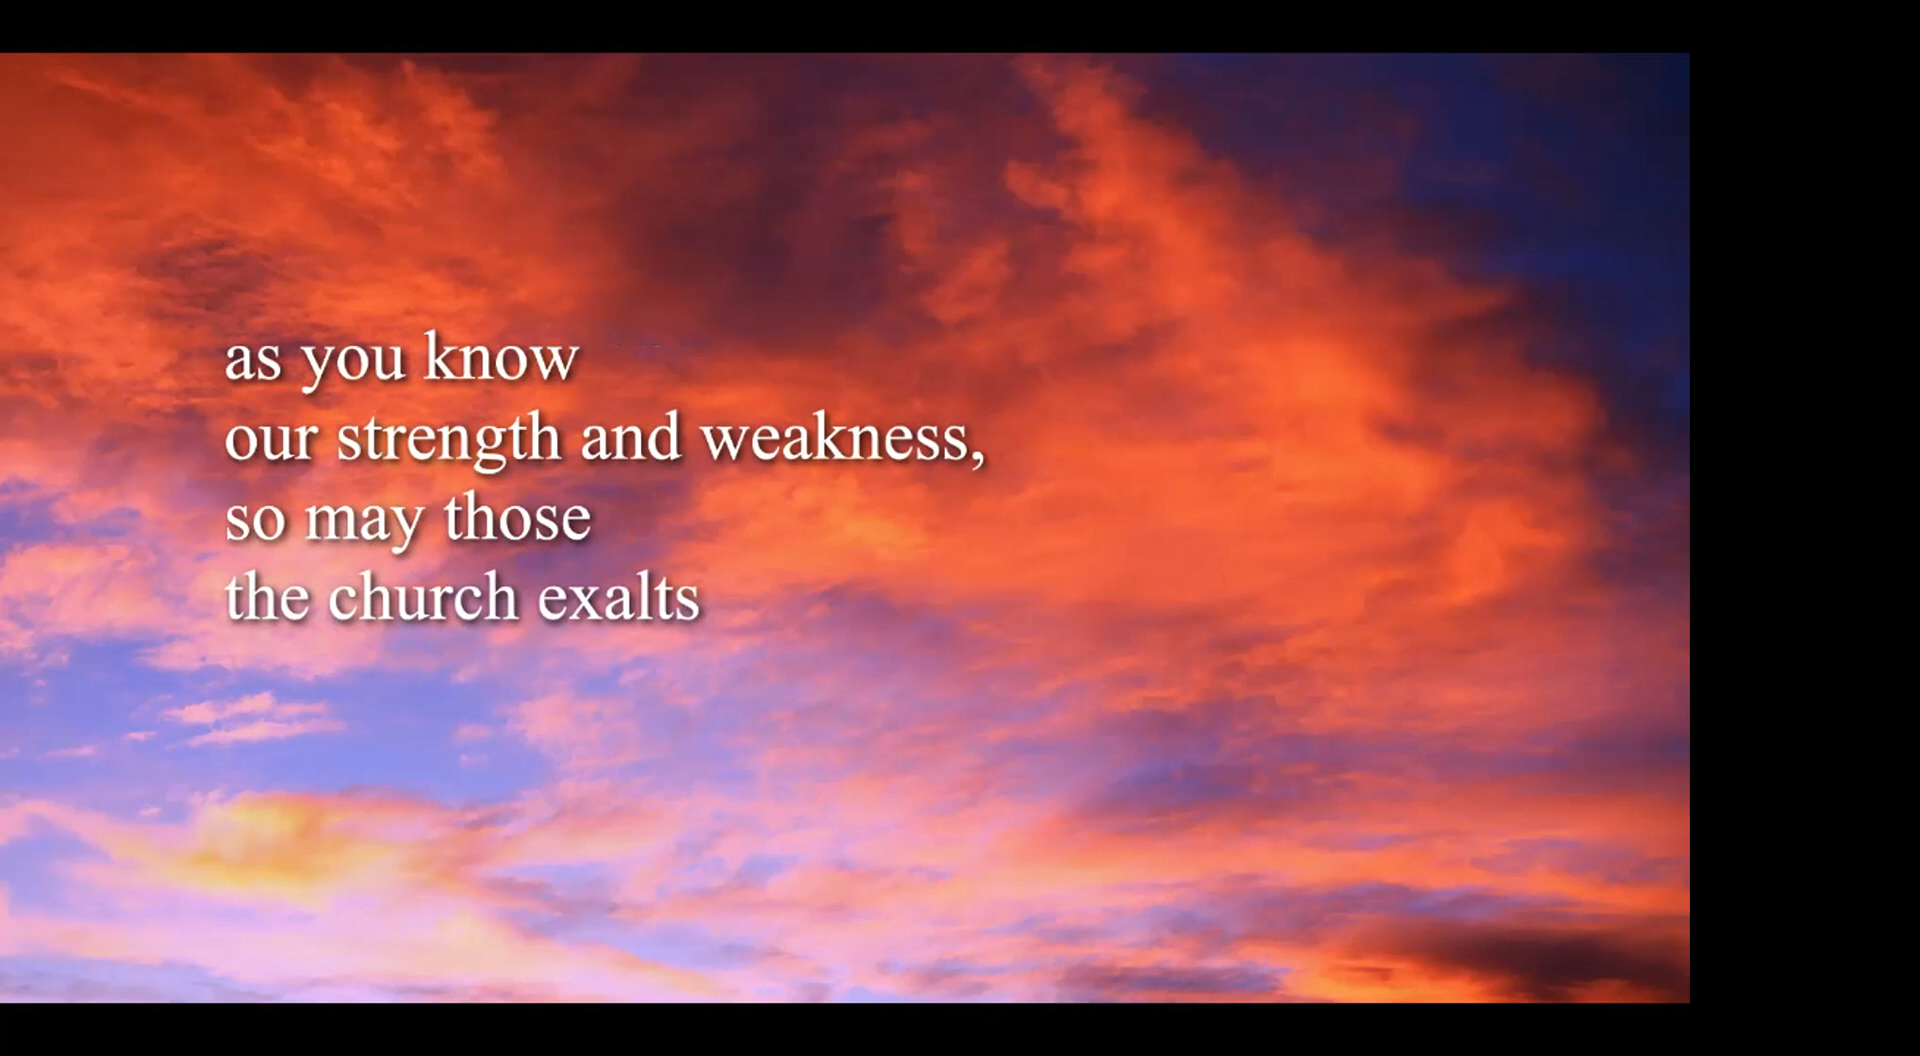 as you know
our strength and weakness,
so may those
the church exalts